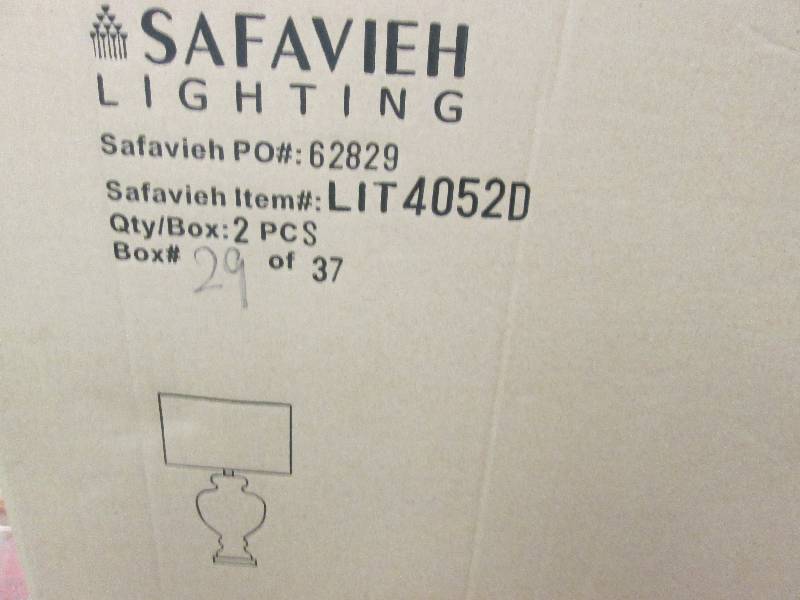 SAFAVIEH
LIGHTING
Safavieh PO#: 62829
Safavieh Item#: LIT4052D
Qty/Box: 2 PCS
Box# 29 of 37